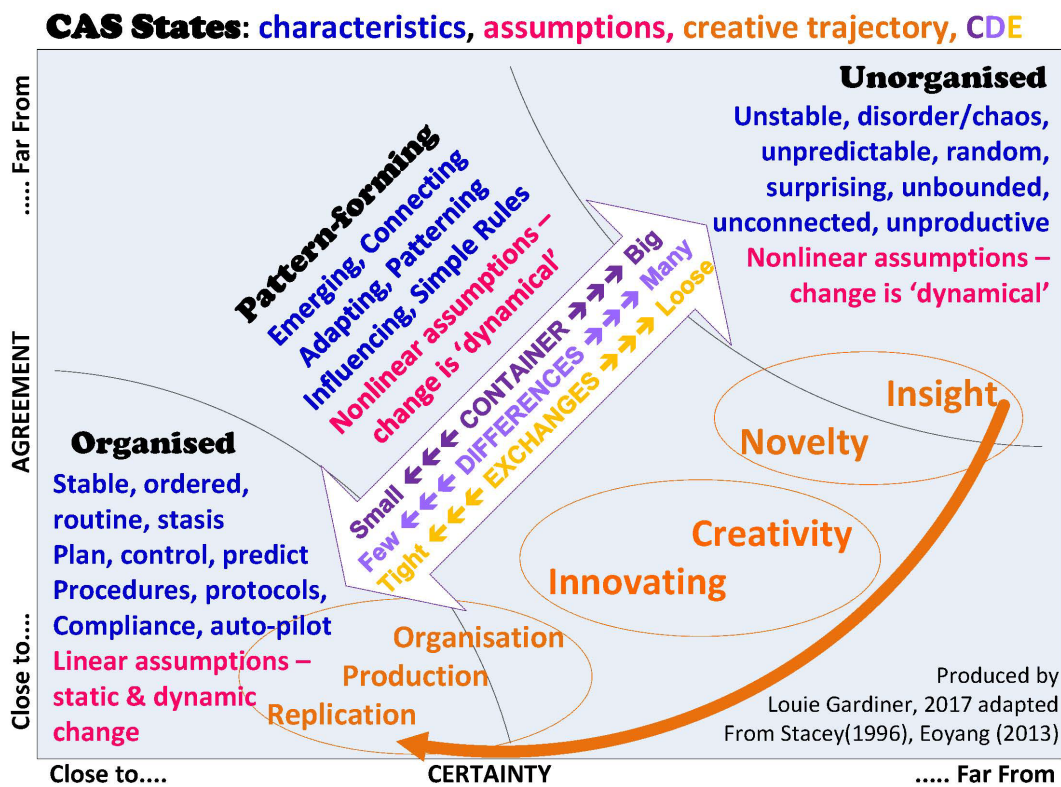 CAS States: characteristics, assumptions, creative trajectory, CDE
..... Far From
AGREEMENT
Close to....
Unorganised
Unstable, disorder/chaos,
unpredictable, random,
surprising, unbounded,
unconnected, unproductive
Nonlinear assumptions –
change is ‘dynamical’
Pattern-forming
Emerging, Connecting
Adapting, Patterning
Influencing, Simple Rules
Nonlinear assumptions –
change is ‘dynamical’
Small ← ← ← CONTAINER → → → Big
Few ← ← ← DIFFERENCES → → → Many
Tight ← ← ← EXCHANGES → → → Loose
Organised
Stable, ordered,
routine, stasis
Plan, control, predict
Procedures, protocols,
Compliance, auto-pilot
Linear assumptions –
static & dynamic
change
Insight
Novelty
Creativity
Innovating
Organisation
Production
Replication
Produced by
Louie Gardiner, 2017 adapted
From Stacey(1996), Eoyang (2013)
Close to.... CERTAINTY ..... Far From